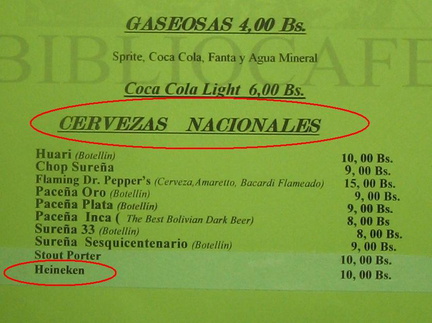 GASEOSAS 4,00 Bs.
Sprite, Coca Cola, Fanta y Agua Mineral
BIBLIOCAFE
Coca Cola Light 6,00 Bs.
CERVEZAS NACIONALES
Huari (Botellin) 10, 00 Bs.
Chop Sureña 9, 00 Bs.
Flaming Dr. Pepper's (Cerveza,Amaretto, Bacardi Flameado) 15, 00 Bs.
Paceña Oro (Botellin) 9, 00 Bs.
Paceña Plata (Botellin) 9, 00 Bs.
Paceña Inca ( The Best Bolivian Dark Beer) 8, 00 Bs
Sureña 33 (Botellin) 8, 00 Bs.
Sureña Sesquicentenario (Botellin) 9, 00 Bs.
Stout Porter 10, 00 Bs.
Heineken 10, 00 Bs.